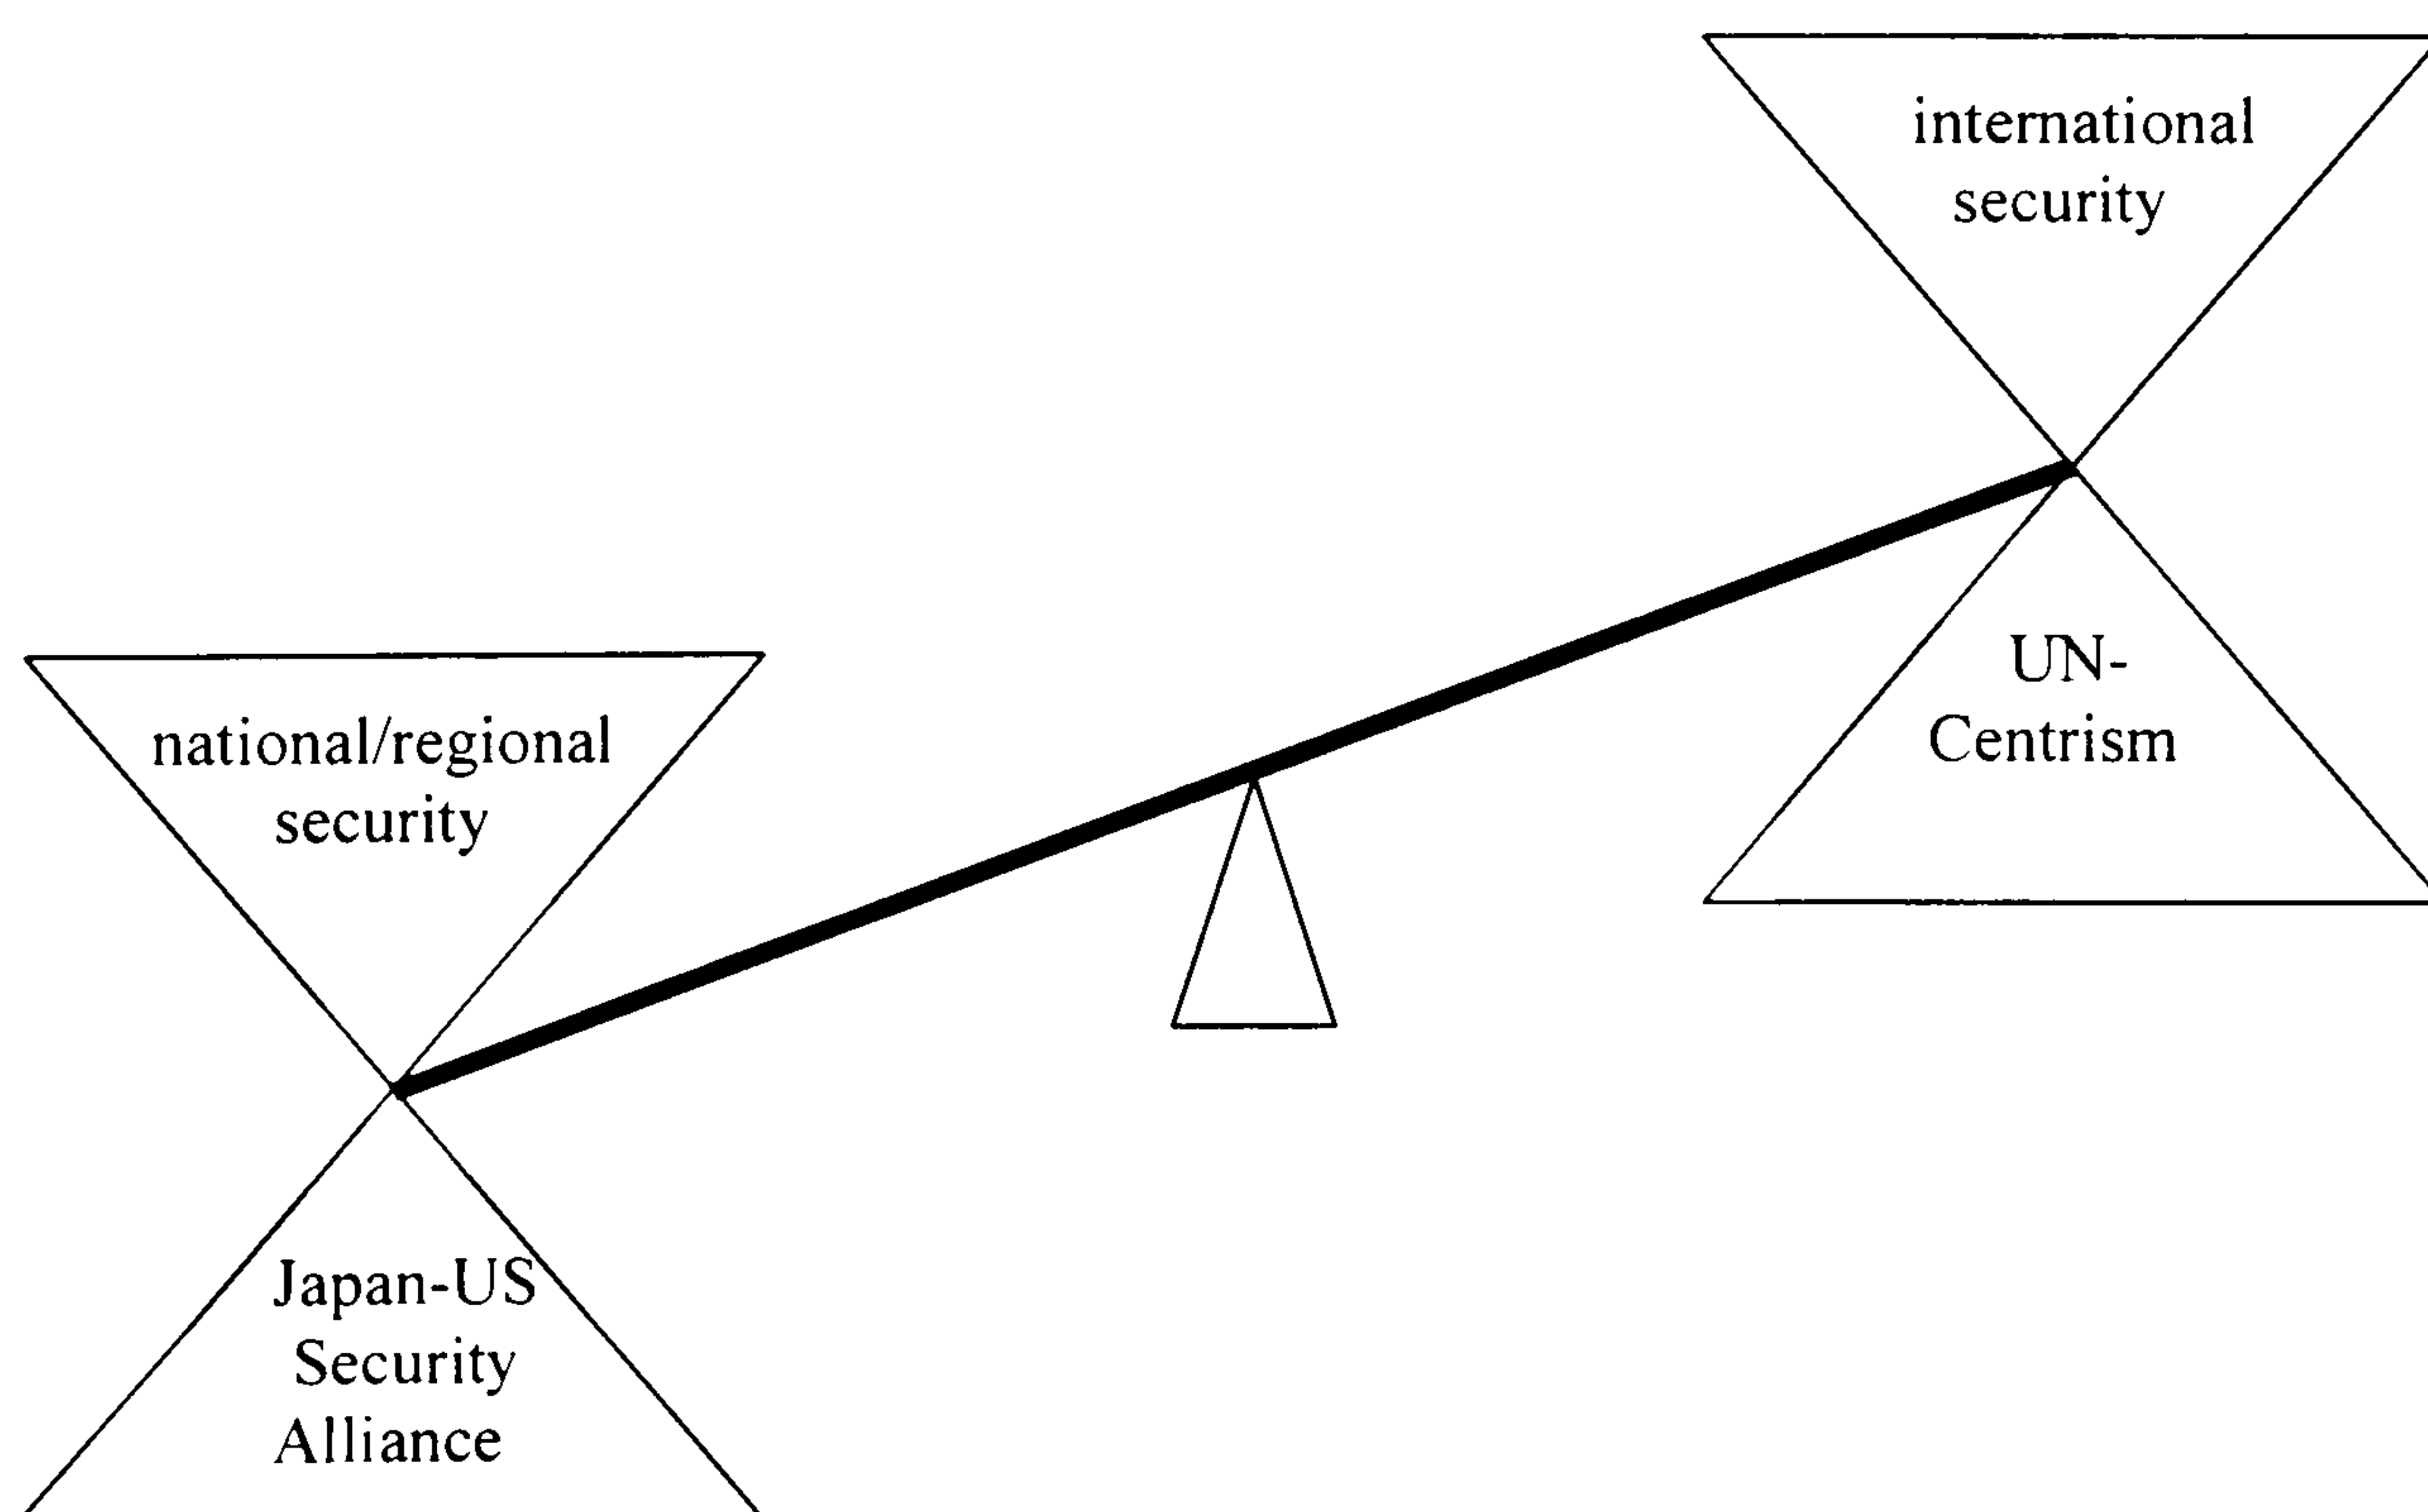 international
security
UN-
Centrism
national/regional
security
Japan-US
Security
Alliance